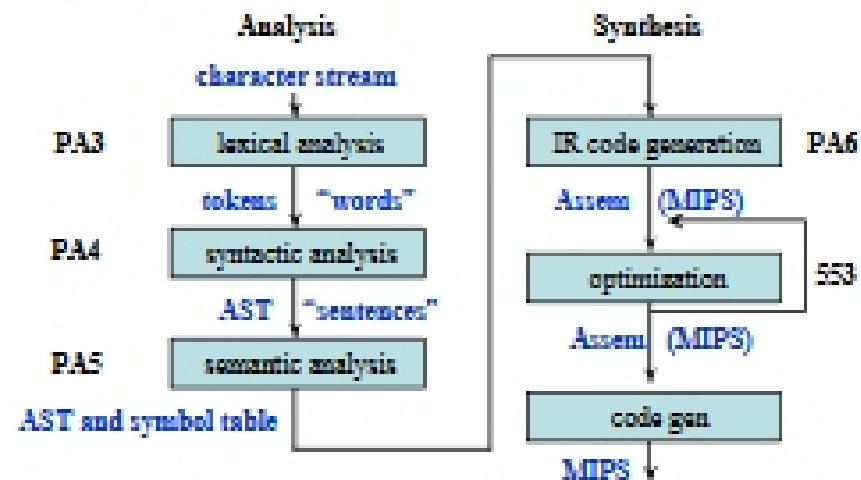 Analysis
character stream
PA3
lexical analysis
tokens "words"
PA4
syntactic analysis
AST "sentences"
PA5
semantic analysis
AST and symbol table
Synthesis
IR code generation
PA6
Assem (MIPS)
optimization
553
Assem (MIPS)
code gen
MIPS